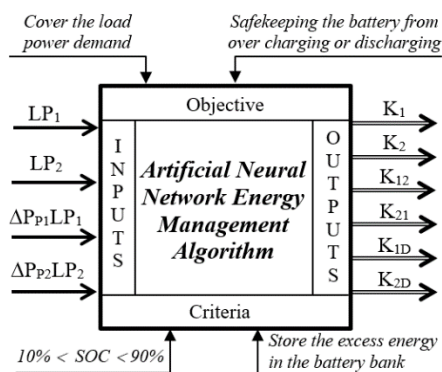 Cover the load
power demand
Safekeeping the battery from
over charging or discharging
Objective
LP1
LP2
ΔPP1LP1
ΔPP2LP2
INPUTS
Artificial Neural
Network Energy
Management
Algorithm
OUTPUTS
K1
K2
K12
K21
K1D
K2D
Criteria
10% < SOC <90%
Store the excess energy
in the battery bank